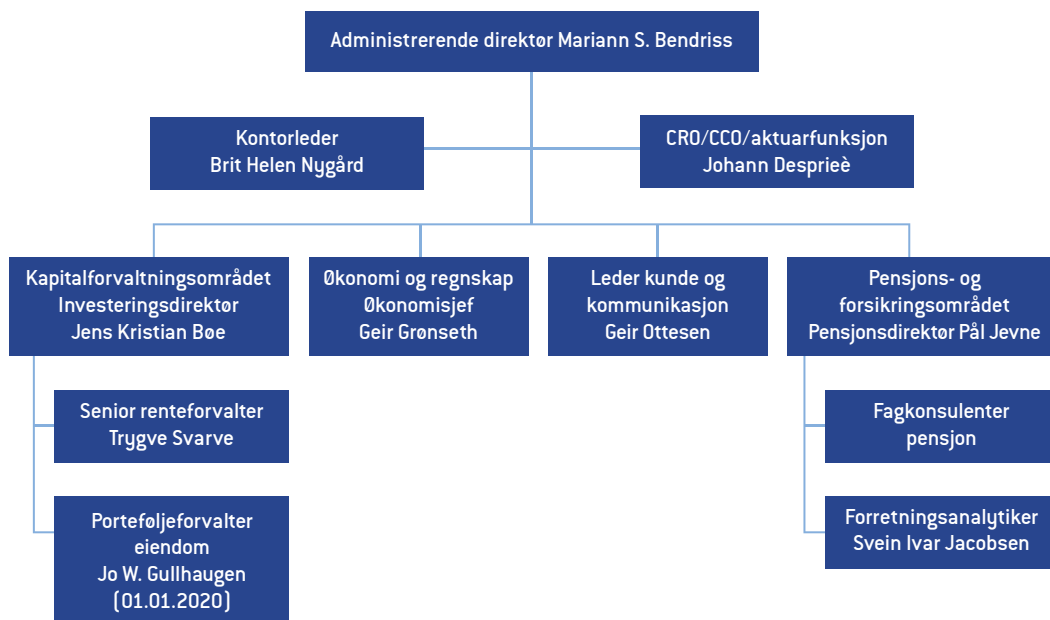 Administrerende direktør Mariann S. Bendriss
Kontorleder
Brit Helen Nygård
CRO/CCO/aktuarfunksjon
Johann Desprieè
Kapitalforvaltningsområdet
Investeringsdirektør
Jens Kristian Bøe
Økonomi og regnskap
Økonomisjef
Geir Grønseth
Leder kunde og
kommunikasjon
Geir Ottesen
Pensjons- og
forsikringsområdet
Pensjonsdirektør Pål Jevne
Senior renteforvalter
Trygve Svarve
Fagkonsulenter
pensjon
Porteføljeforvalter
eiendom
Jo W. Gullhaugen
(01.01.2020)
Forretningsanalytiker
Svein Ivar Jacobsen